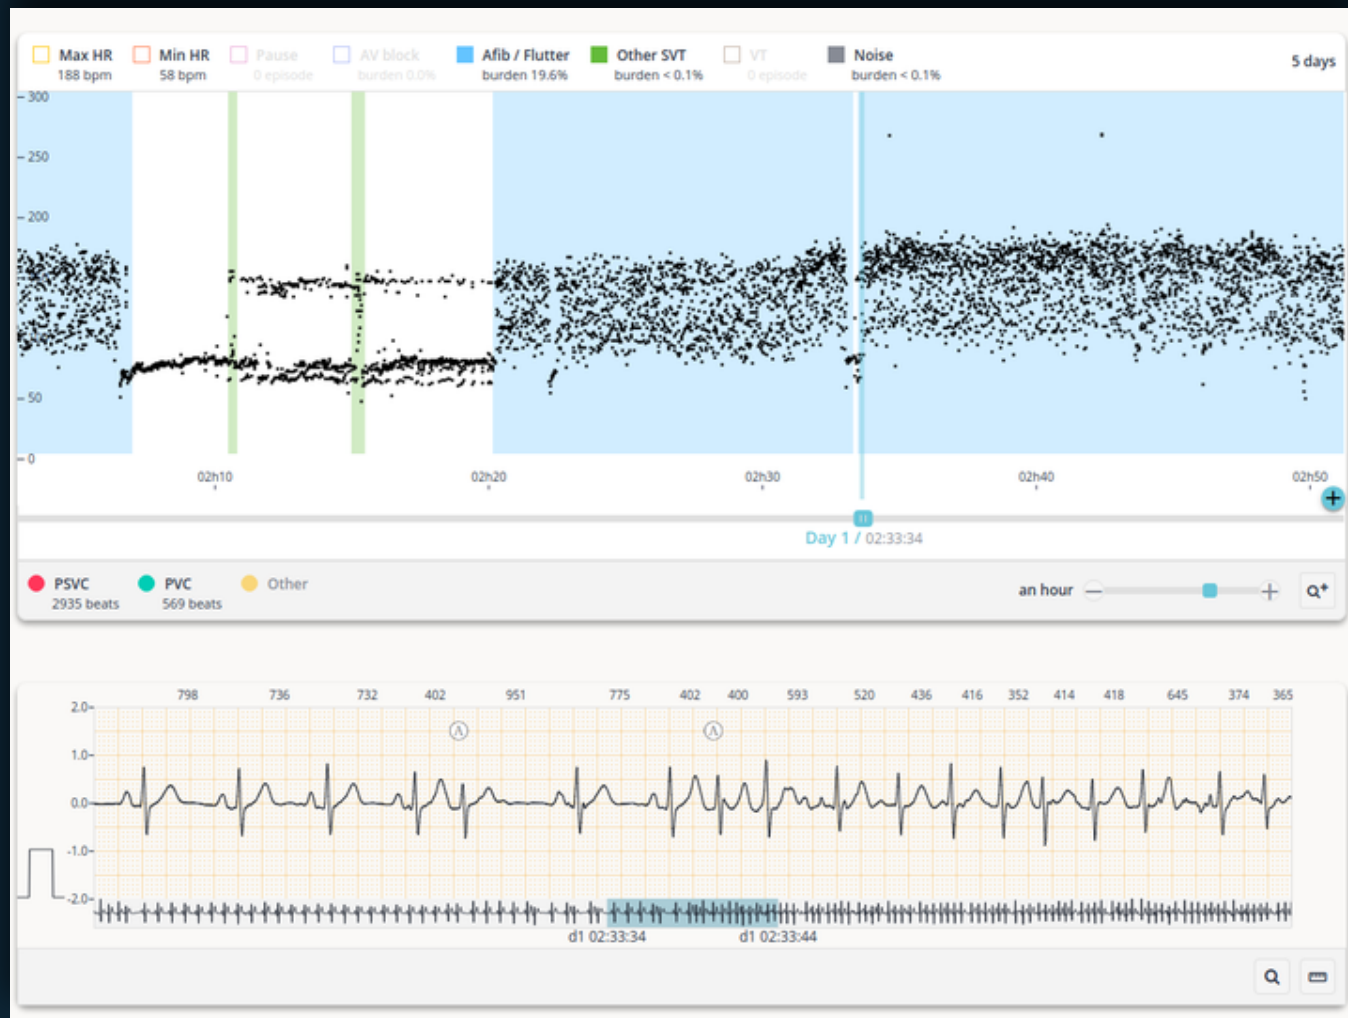 Max HR Min HR Pause AV block Afib / Flutter Other SVT VT Noise 5 days
188 bpm 58 bpm 0 episode burden 0.0% burden 19.6% burden < 0.1% 0 episode burden < 0.1%
300
250
200
50
0
02h10 02h20 02h30 02h40 02h50
Day 1 / 02:33:34
PSVC PVC Other an hour
2935 beats 569 beats
798 736 732 402 951 775 402 400 593 520 436 416 352 414 418 645 374 365
2.0
A A
1.0
0.0
-1.0
-2.0
d1 02:33:34 d1 02:33:44